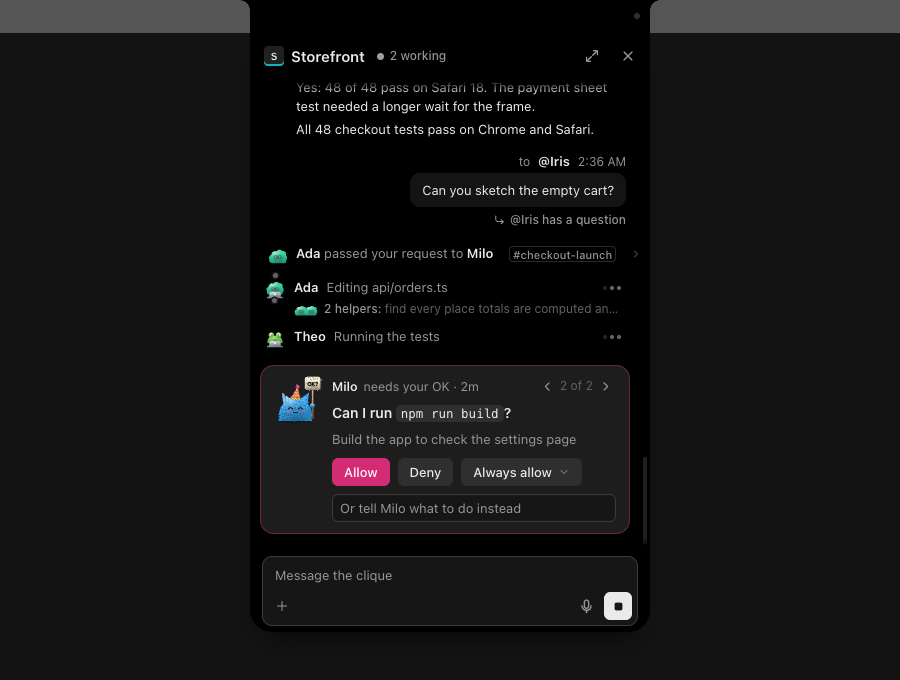 S Storefront 2 working
Yes: 48 of 48 pass on Safari 18. The payment sheet
test needed a longer wait for the frame.
All 48 checkout tests pass on Chrome and Safari.
to @Iris 2:36 AM
Can you sketch the empty cart?
@Iris has a question
Ada passed your request to Milo #checkout-launch
Ada Editing api/orders.ts
2 helpers: find every place totals are computed an…
Theo Running the tests
OK?
Milo needs your OK · 2m 2 of 2
Can I run npm run build?
Build the app to check the settings page
Allow Deny Always allow
Or tell Milo what to do instead
Message the clique